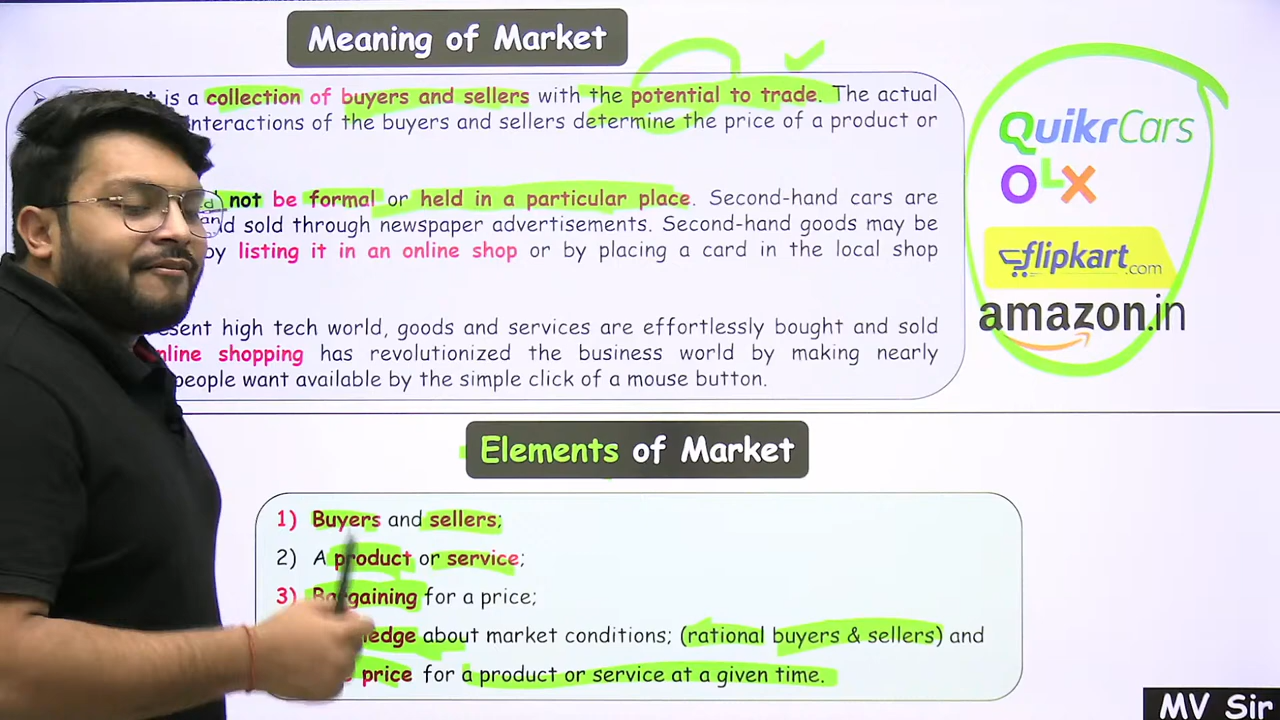 Meaning of Market
is a collection of buyers and sellers with the potential to trade. The actual
interactions of the buyers and sellers determine the price of a product or
not be formal or held in a particular place. Second-hand cars are
sold through newspaper advertisements. Second-hand goods may be
by listing it in an online shop or by placing a card in the local shop
high tech world, goods and services are effortlessly bought and sold
shopping has revolutionized the business world by making nearly
people want available by the simple click of a mouse button.
QuikrCars
OLX
flipkart.com
amazon.in
Elements of Market
1) Buyers and sellers;
2) A product or service;
3) Bargaining for a price;
about market conditions; (rational buyers & sellers) and
price for a product or service at a given time.
MV Sir